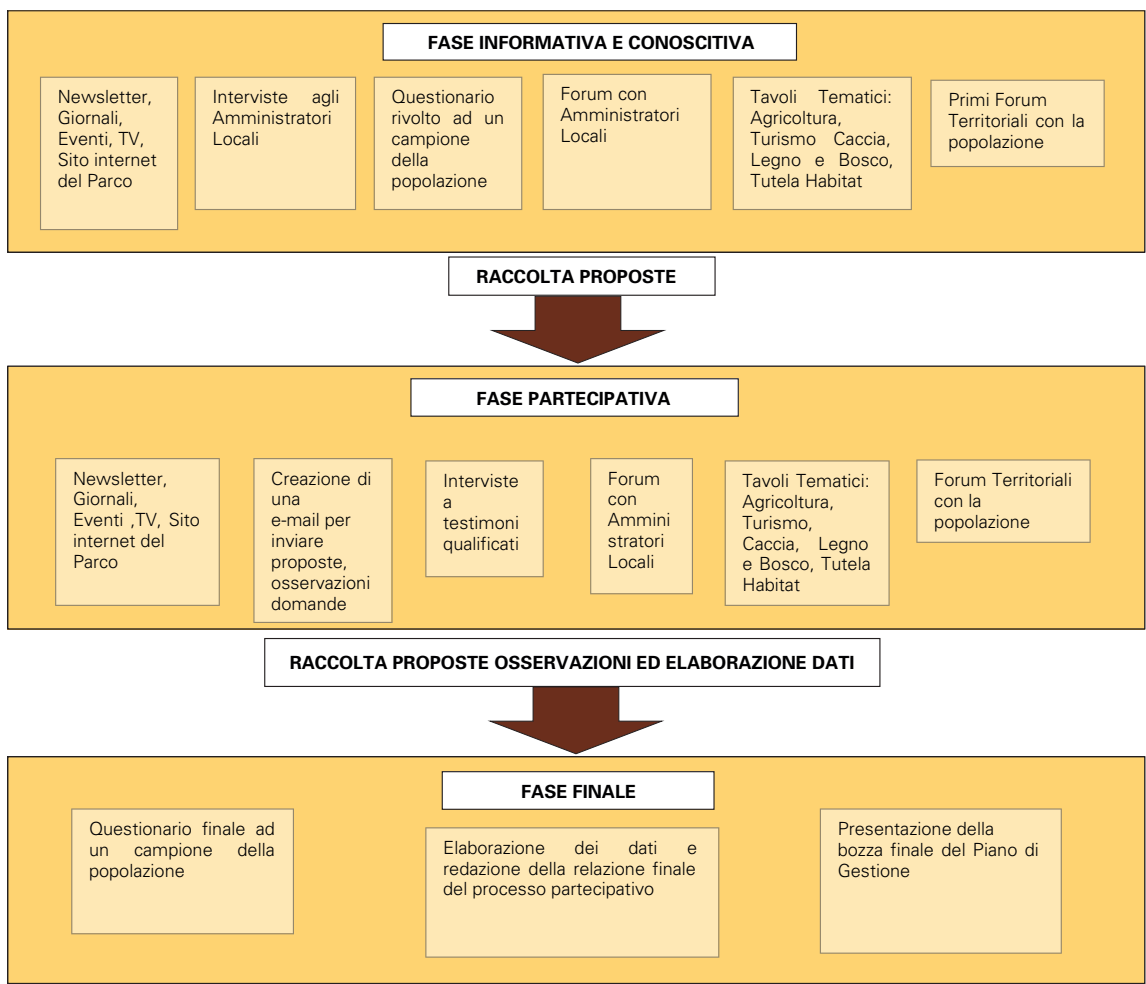 FASE INFORMATIVA E CONOSCITIVA
Newsletter,
Giornali,
Eventi, TV,
Sito internet
del Parco
Interviste agli
Amministratori
Locali
Questionario
rivolto ad un
campione
della
popolazione
Forum con
Amministratori
Locali
Tavoli Tematici:
Agricoltura,
Turismo Caccia,
Legno e Bosco,
Tutela Habitat
Primi Forum
Territoriali con la
popolazione
RACCOLTA PROPOSTE
FASE PARTECIPATIVA
Newsletter,
Giornali,
Eventi ,TV, Sito
internet del
Parco
Creazione di
una
e-mail per
inviare
proposte,
osservazioni
domande
Interviste
a
testimoni
qualificati
Forum
con
Ammini
stratori
Locali
Tavoli Tematici:
Agricoltura,
Turismo,
Caccia, Legno
e Bosco, Tutela
Habitat
Forum Territoriali
con la
popolazione
RACCOLTA PROPOSTE OSSERVAZIONI ED ELABORAZIONE DATI
FASE FINALE
Questionario finale ad
un campione della
popolazione
Elaborazione dei dati e
redazione della relazione finale
del processo partecipativo
Presentazione della
bozza finale del Piano di
Gestione